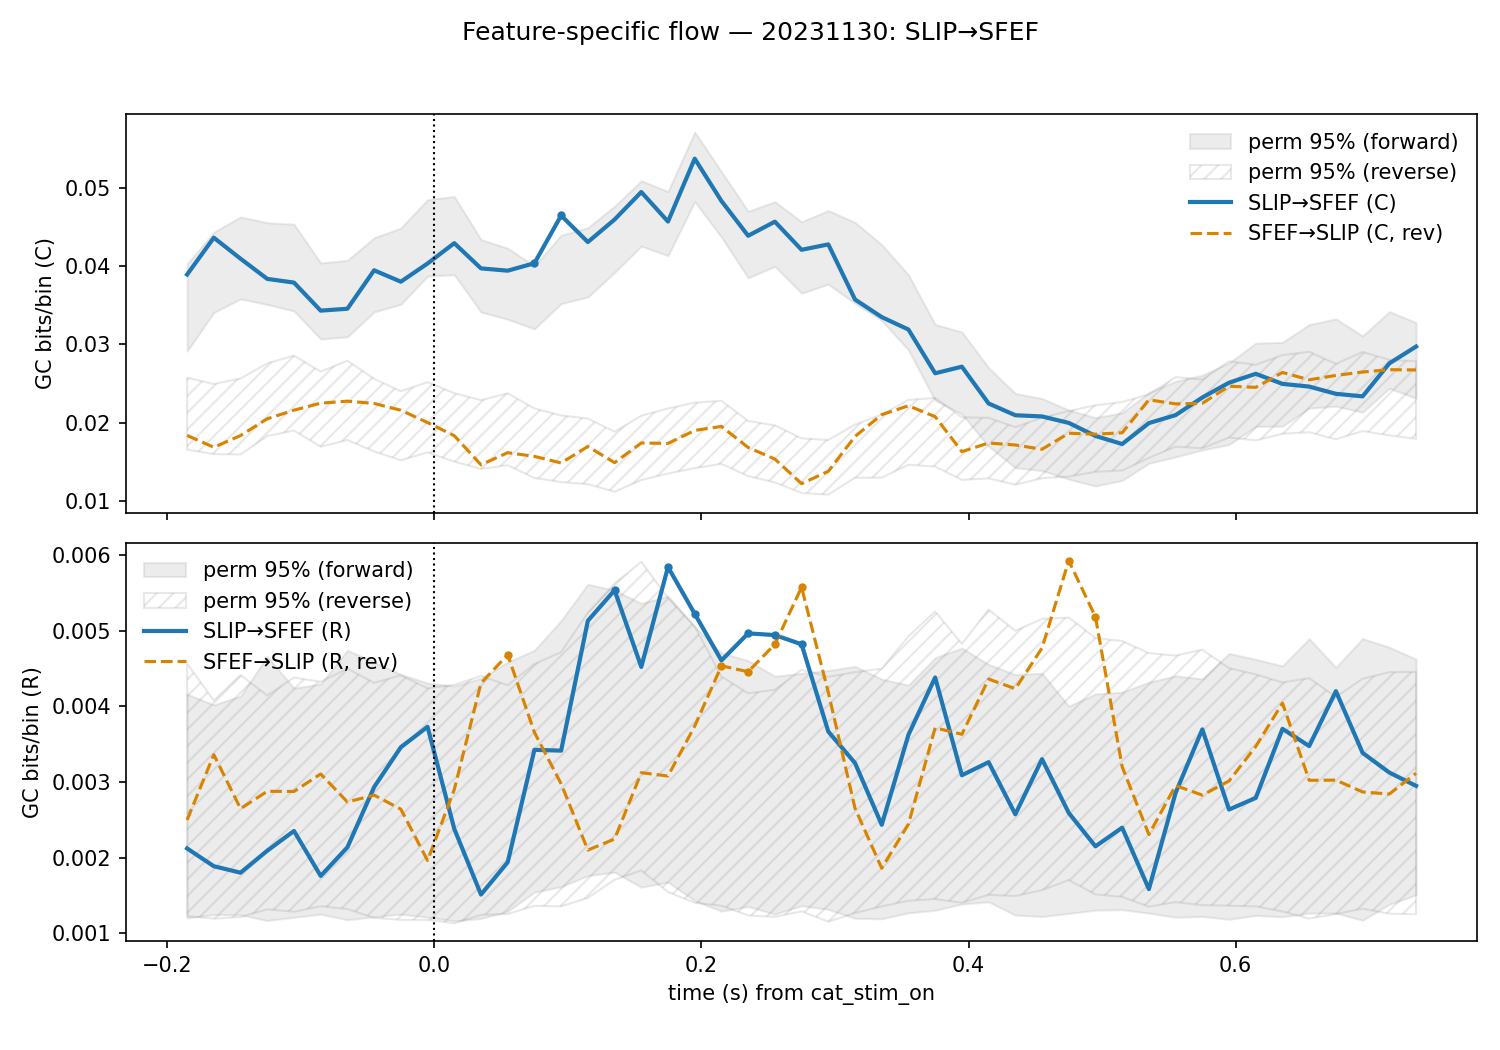 Feature-specific flow — 20231130: SLIP→SFEF
GC bits/bin (C)
0.05
0.04
0.03
0.02
0.01
perm 95% (forward)
perm 95% (reverse)
SLIP→SFEF (C)
SFEF→SLIP (C, rev)
GC bits/bin (R)
0.006
0.005
0.004
0.003
0.002
0.001
perm 95% (forward)
perm 95% (reverse)
SLIP→SFEF (R)
SFEF→SLIP (R, rev)
−0.2 0.0 0.2 0.4 0.6
time (s) from cat_stim_on